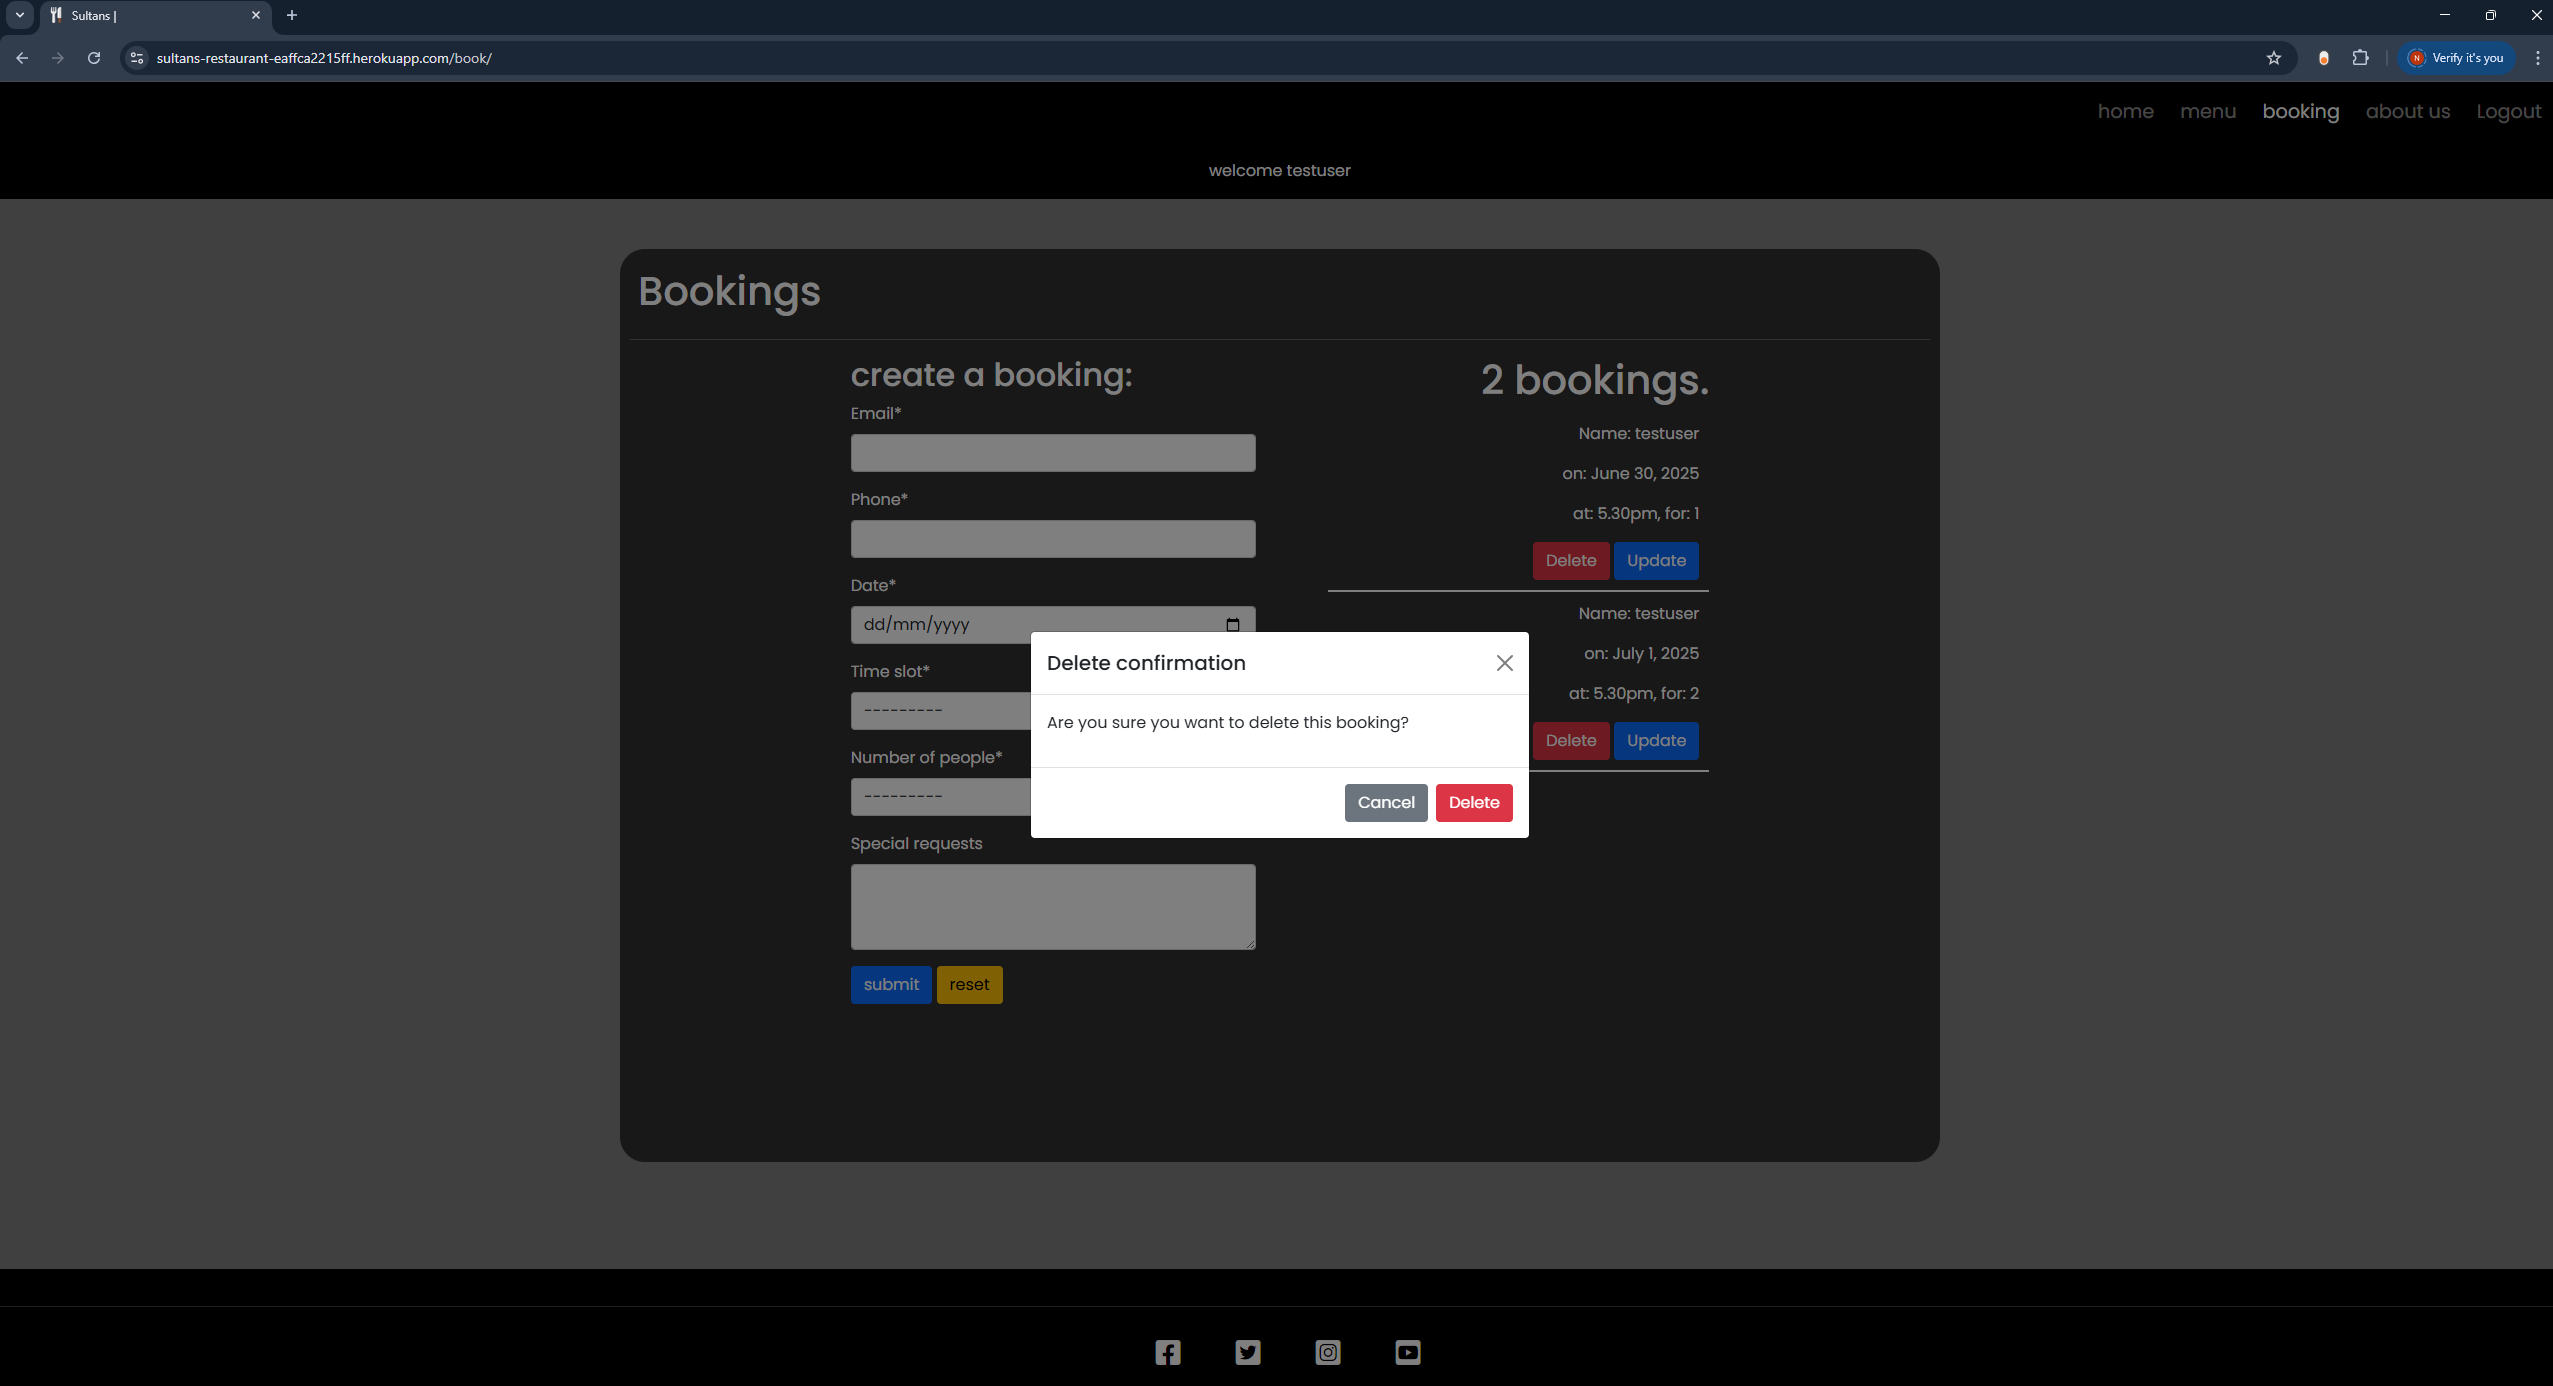 Sultans |
sultans-restaurant-eaffca2215ff.herokuapp.com/book/
Verify it's you
home menu booking about us Logout
welcome testuser
Bookings
create a booking:
Email*
Phone*
Date*
dd/mm/yyyy
Time slot*
---------
Number of people*
---------
Special requests
submit reset
2 bookings.
Name: testuser
on: June 30, 2025
at: 5.30pm, for: 1
Delete Update
Name: testuser
on: July 1, 2025
at: 5.30pm, for: 2
Delete Update
Delete confirmation
Are you sure you want to delete this booking?
Cancel Delete